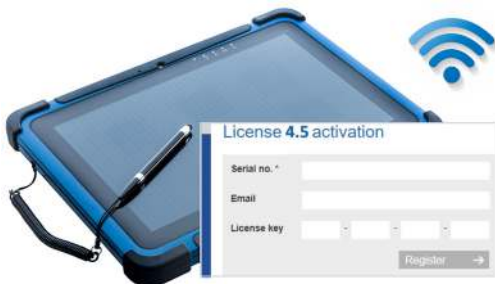 License 4.5 activation
Serial no. *
Email
License key - - -
Register